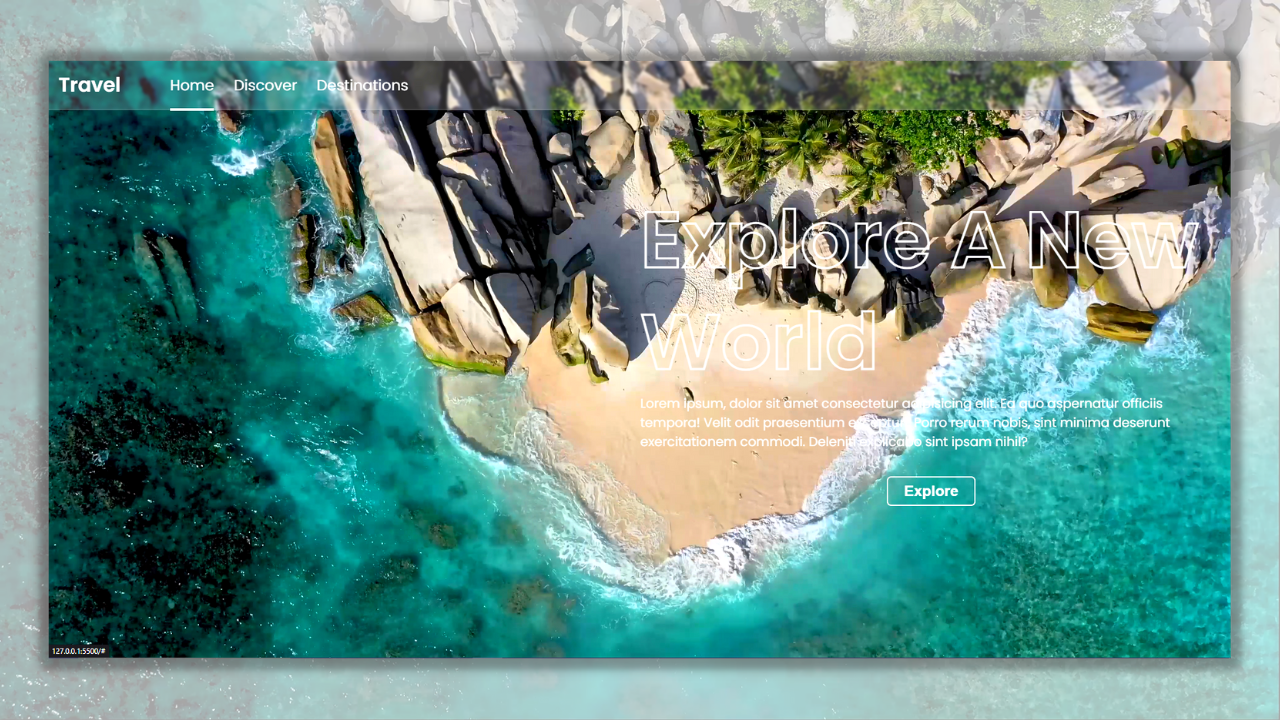 Travel Home Discover Destinations
Explore A New
World
Lorem ipsum, dolor sit amet consectetur adipisicing elit. Ea quo aspernatur officiis
tempora! Velit odit praesentium excepturi. Porro rerum nobis, sint minima deserunt
exercitationem commodi. Deleniti explicabo sint ipsam nihil?
Explore
127.0.0.1:5500/#